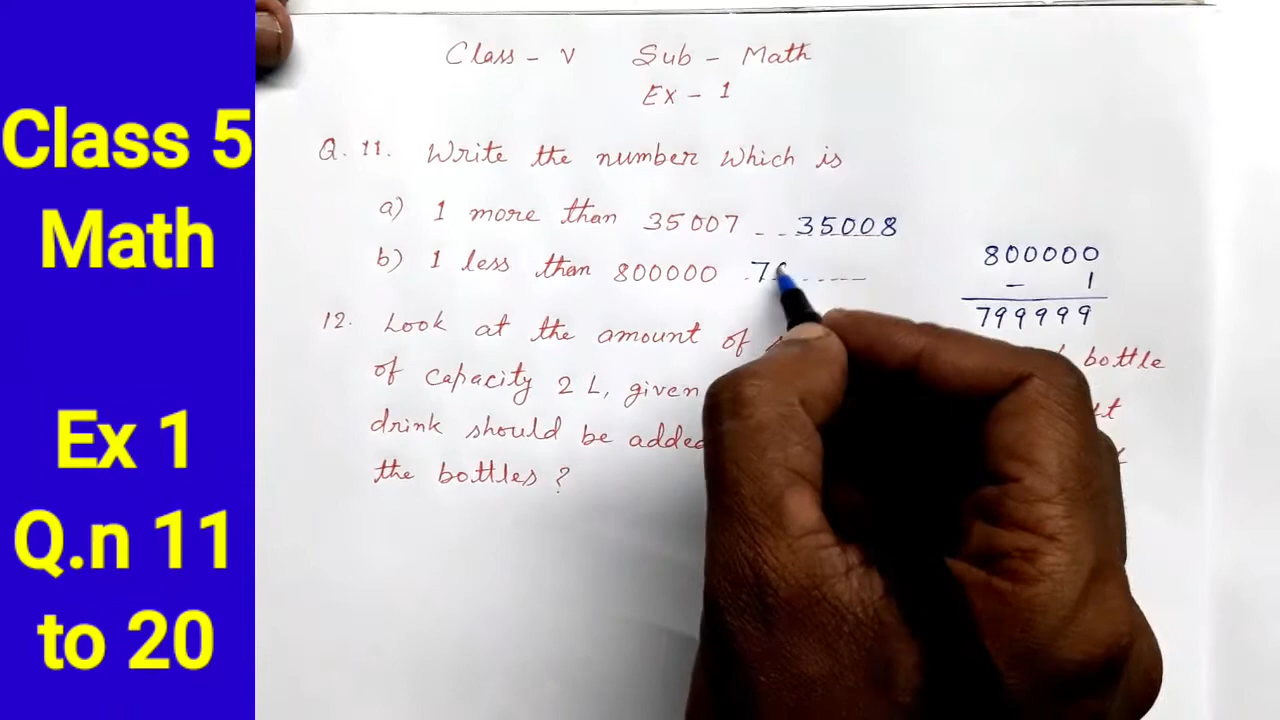 Class 5
Math
Ex 1
Q.n 11
to 20
Class - V Sub - Math
Ex - 1
Q. 11. Write the number which is
a) 1 more than 35007 35008
b) 1 less than 800000 79
800000
- 1
799999
12. Look at the amount of
of capacity 2 L, given bottle
drink should be added
the bottles ?